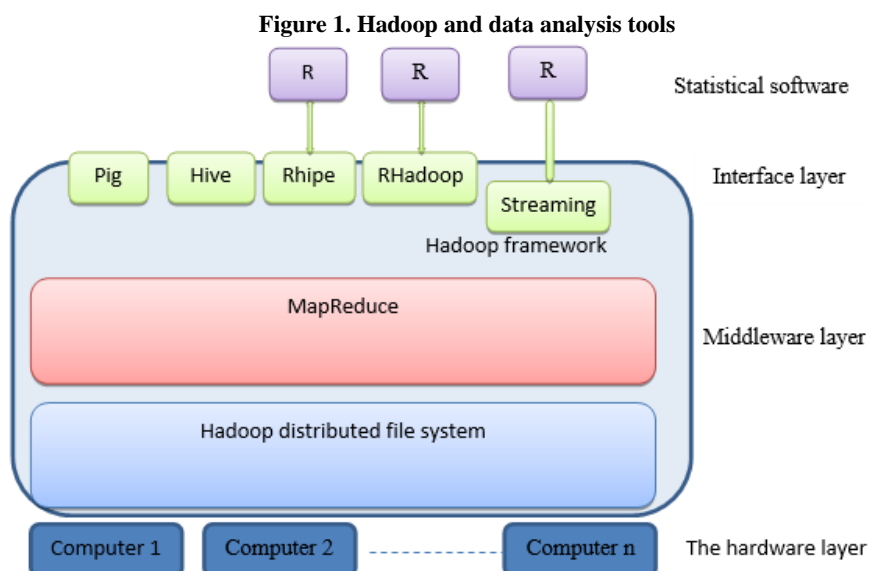 Figure 1. Hadoop and data analysis tools
R R R Statistical software
Pig Hive Rhipe RHadoop Interface layer
Streaming
Hadoop framework
MapReduce
Middleware layer
Hadoop distributed file system
Computer 1 Computer 2 Computer n The hardware layer